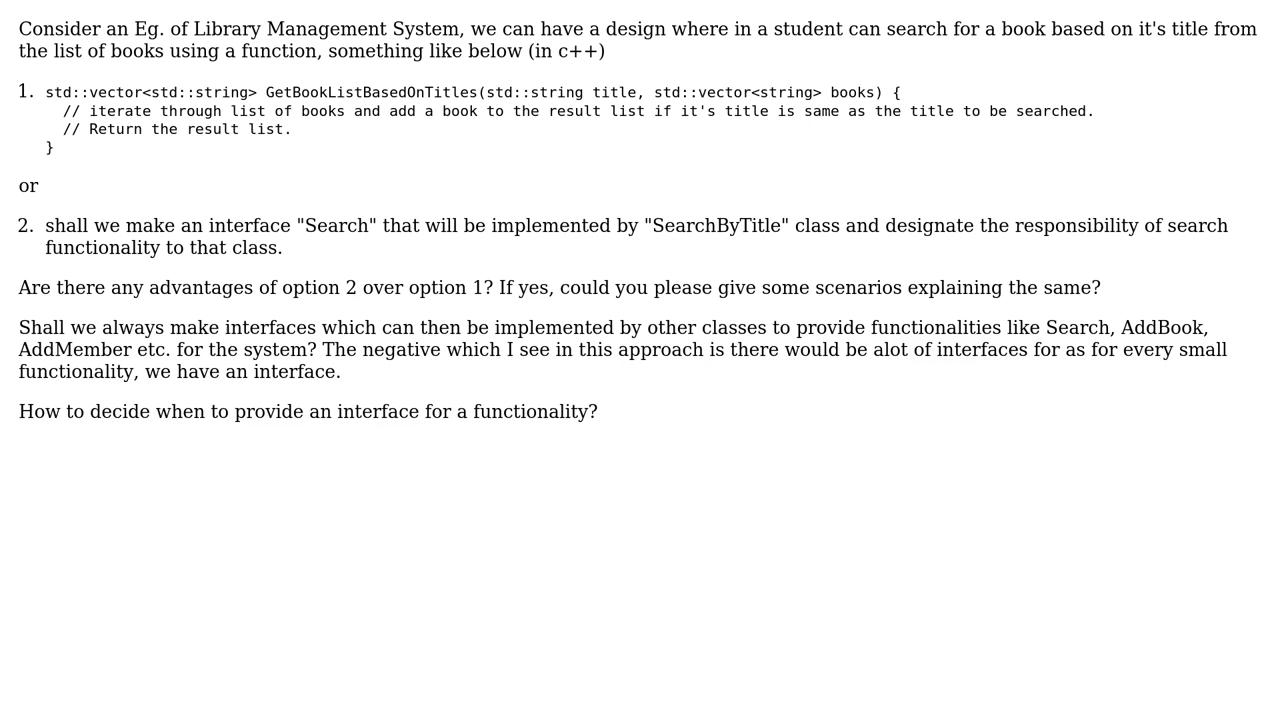 Consider an Eg. of Library Management System, we can have a design where in a student can search for a book based on it's title from
the list of books using a function, something like below (in c++)
1. std::vector<std::string> GetBookListBasedOnTitles(std::string title, std::vector<string> books) {
// iterate through list of books and add a book to the result list if it's title is same as the title to be searched.
// Return the result list.
}
or
2. shall we make an interface "Search" that will be implemented by "SearchByTitle" class and designate the responsibility of search
functionality to that class.
Are there any advantages of option 2 over option 1? If yes, could you please give some scenarios explaining the same?
Shall we always make interfaces which can then be implemented by other classes to provide functionalities like Search, AddBook,
AddMember etc. for the system? The negative which I see in this approach is there would be alot of interfaces for as for every small
functionality, we have an interface.
How to decide when to provide an interface for a functionality?